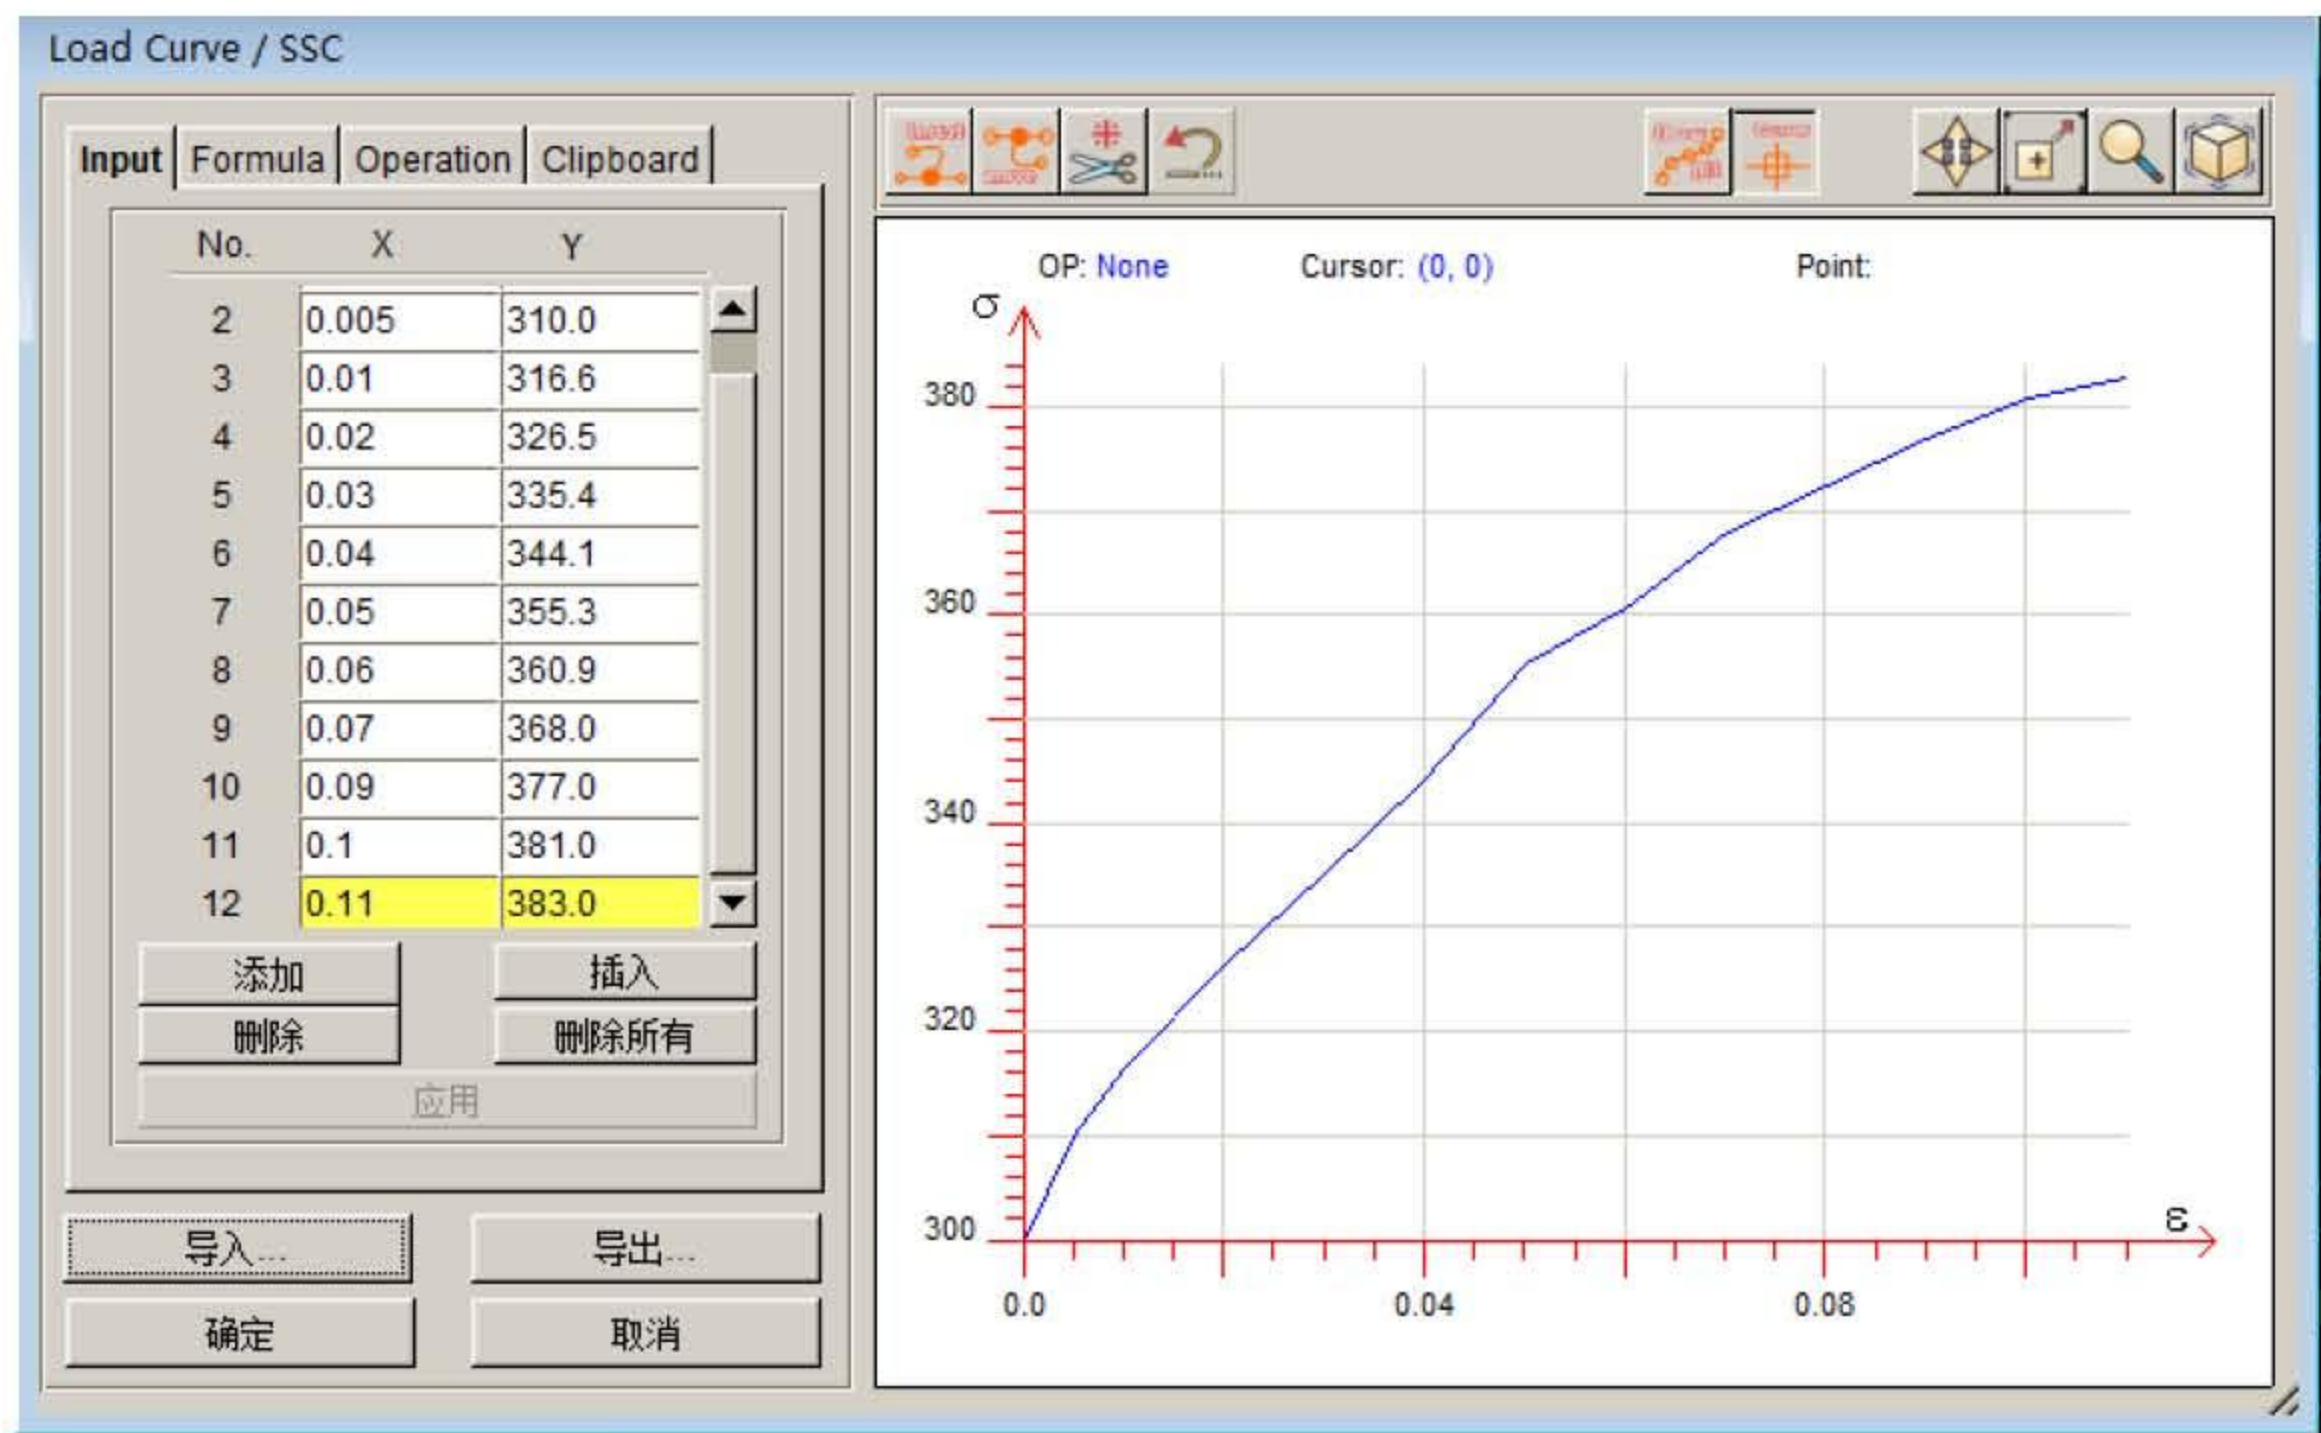 Load Curve / SSC
Input Formula Operation Clipboard
No. X Y
2 0.005 310.0
3 0.01 316.6
4 0.02 326.5
5 0.03 335.4
6 0.04 344.1
7 0.05 355.3
8 0.06 360.9
9 0.07 368.0
10 0.09 377.0
11 0.1 381.0
12 0.11 383.0
添加 插入
删除 删除所有
应用
导入... 导出...
确定 取消
OP: None Cursor: (0, 0) Point:
σ
380
360
340
320
300
ε
0.0 0.04 0.08